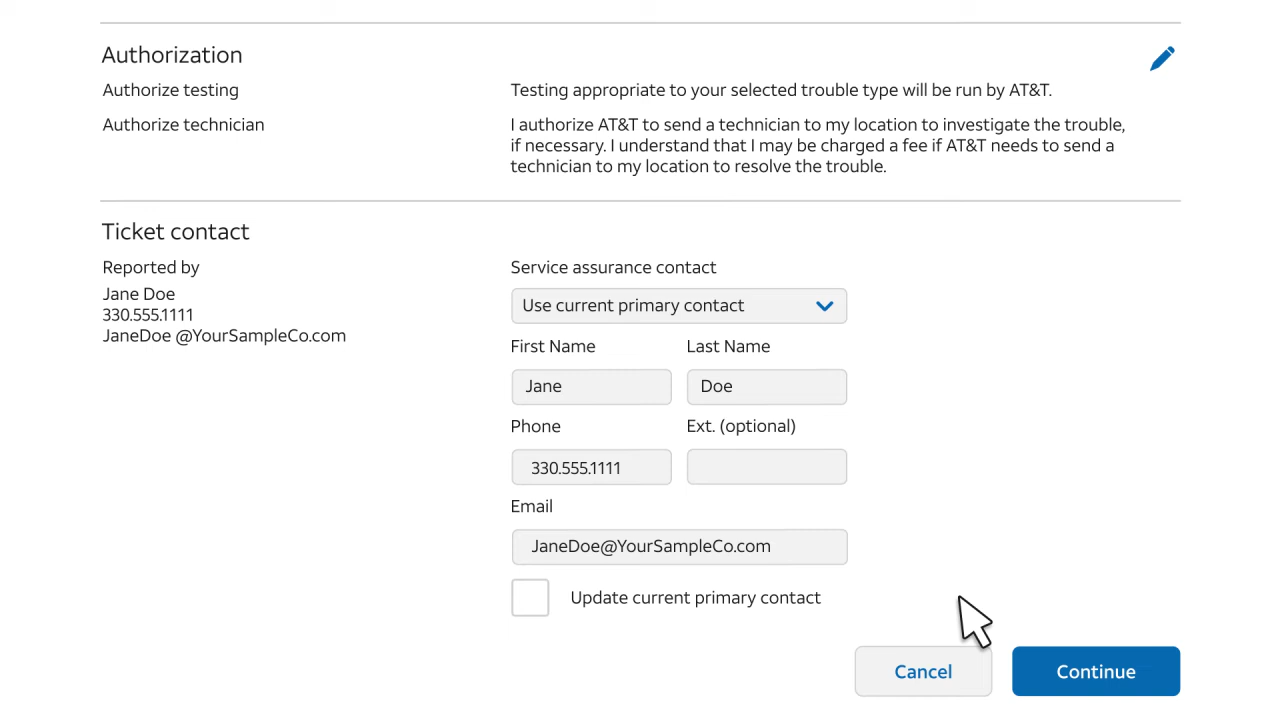 Authorization
Authorize testing
Testing appropriate to your selected trouble type will be run by AT&T.
Authorize technician
I authorize AT&T to send a technician to my location to investigate the trouble,
if necessary. I understand that I may be charged a fee if AT&T needs to send a
technician to my location to resolve the trouble.
Ticket contact
Reported by
Jane Doe
330.555.1111
JaneDoe @YourSampleCo.com
Service assurance contact
Use current primary contact
First Name
Last Name
Jane
Doe
Phone
Ext. (optional)
330.555.1111
Email
JaneDoe@YourSampleCo.com
Update current primary contact
Cancel
Continue